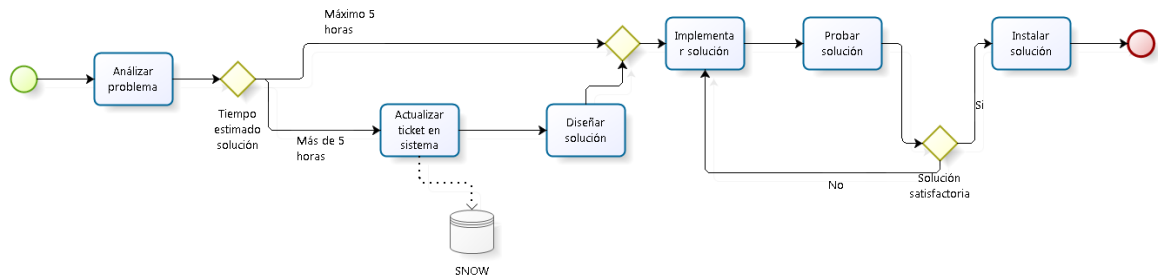 Análizar
problema
Tiempo
estimado
solución
Máximo 5
horas
Más de 5
horas
Actualizar
ticket en
sistema
SNOW
Diseñar
solución
Implementa
r solución
Probar
solución
Solución
satisfactoria
No
Si
Instalar
solución